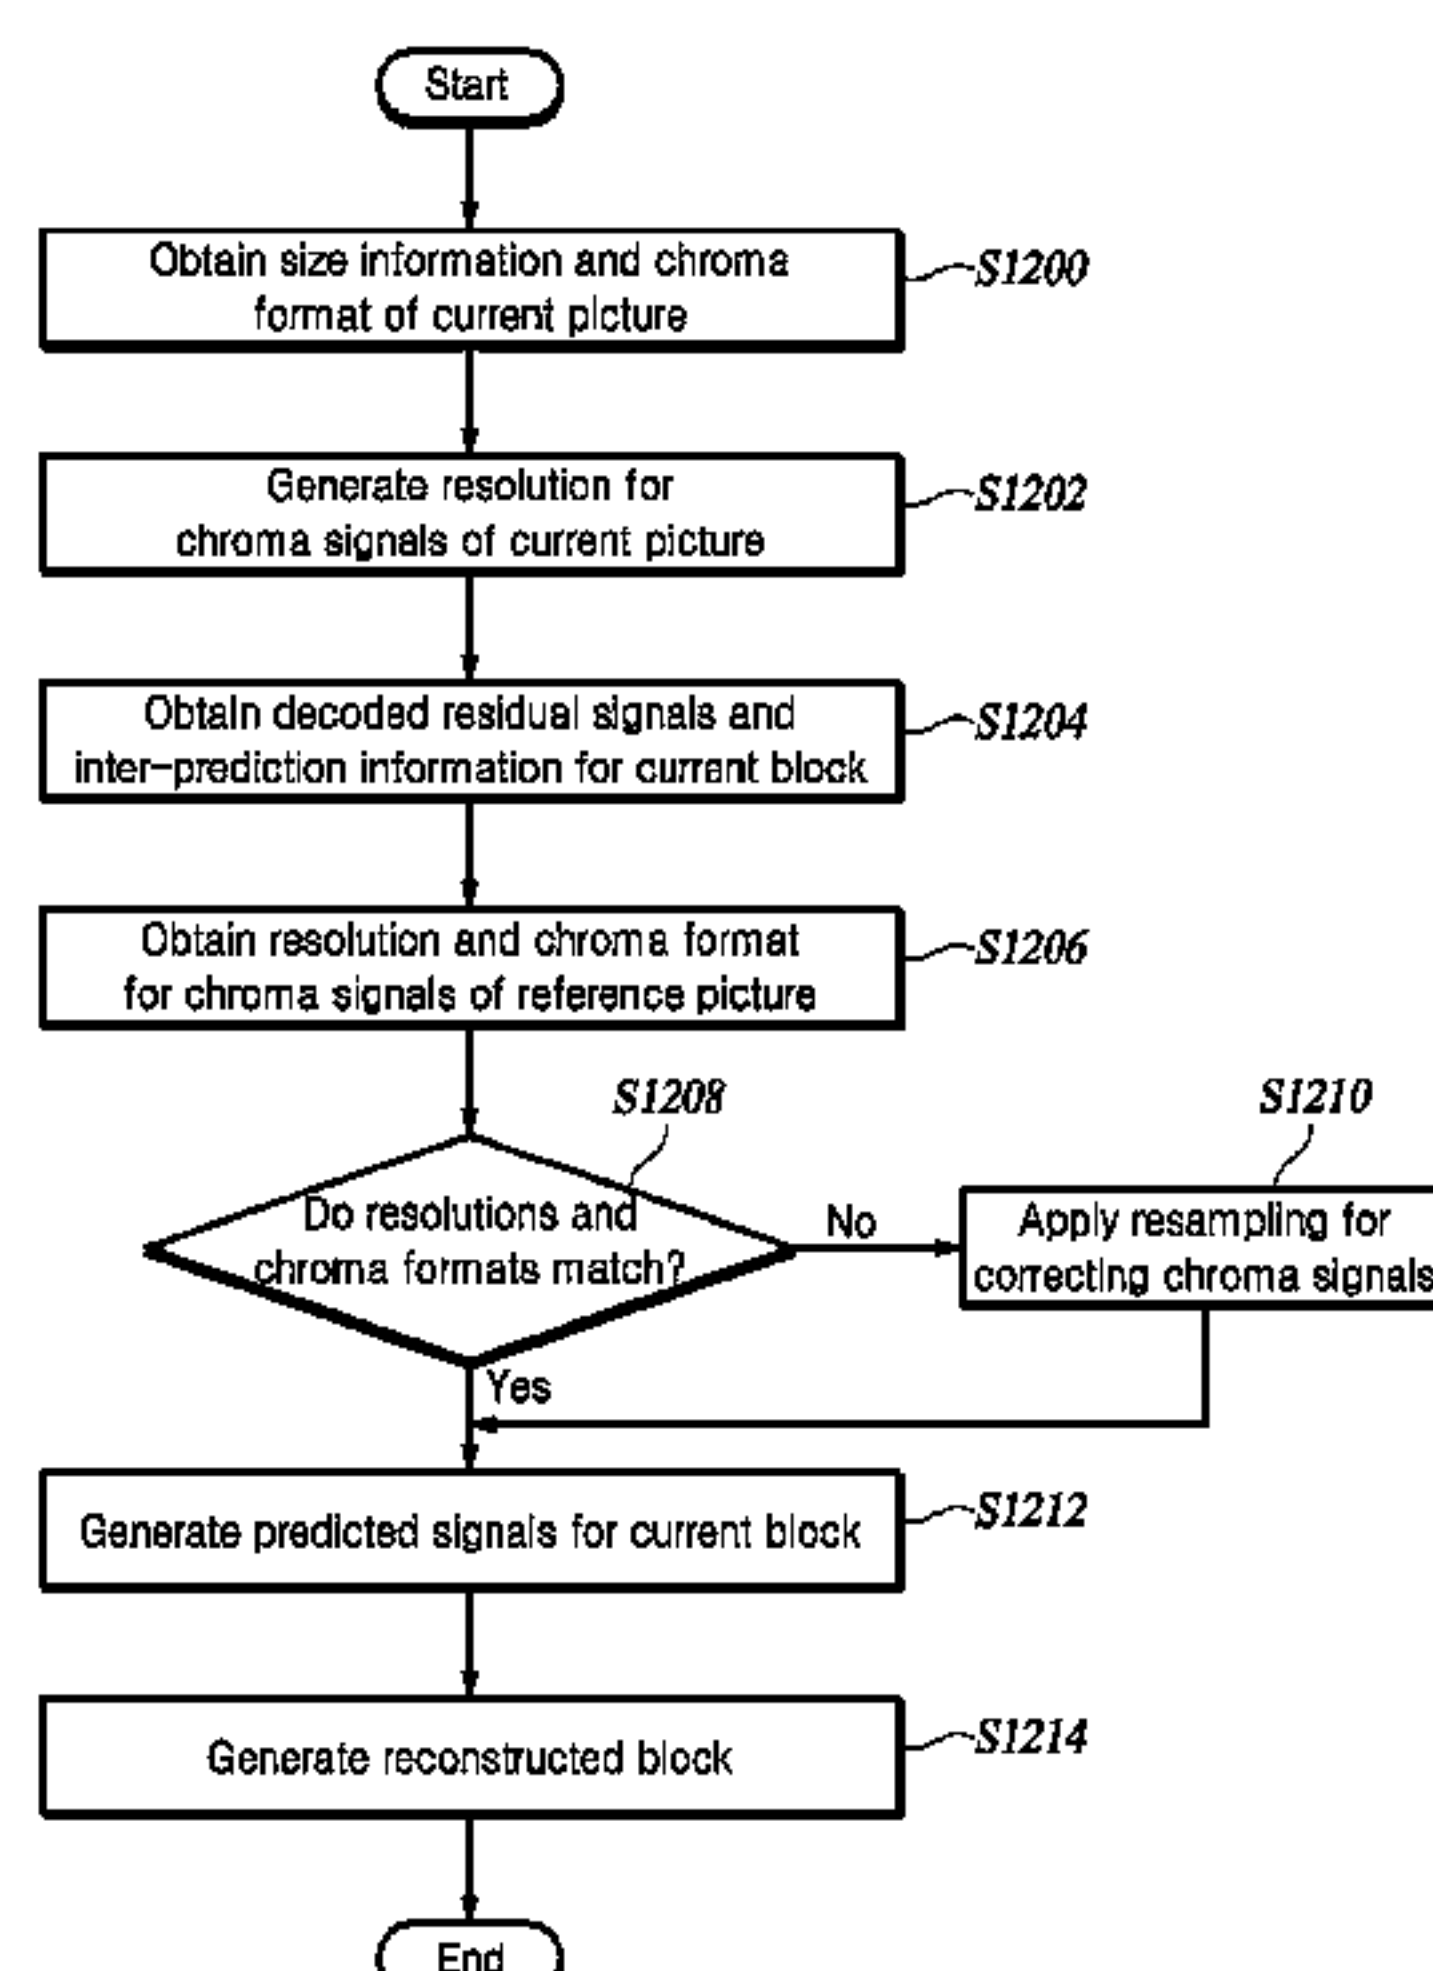 Start
Obtain size information and chroma
format of current picture
S1200
Generate resolution for
chroma signals of current picture
S1202
Obtain decoded residual signals and
inter-prediction information for current block
S1204
Obtain resolution and chroma format
for chroma signals of reference picture
S1206
S1208
Do resolutions and
chroma formats match?
No
S1210
Apply resampling for
correcting chroma signals
Yes
Generate predicted signals for current block
S1212
Generate reconstructed block
S1214
End